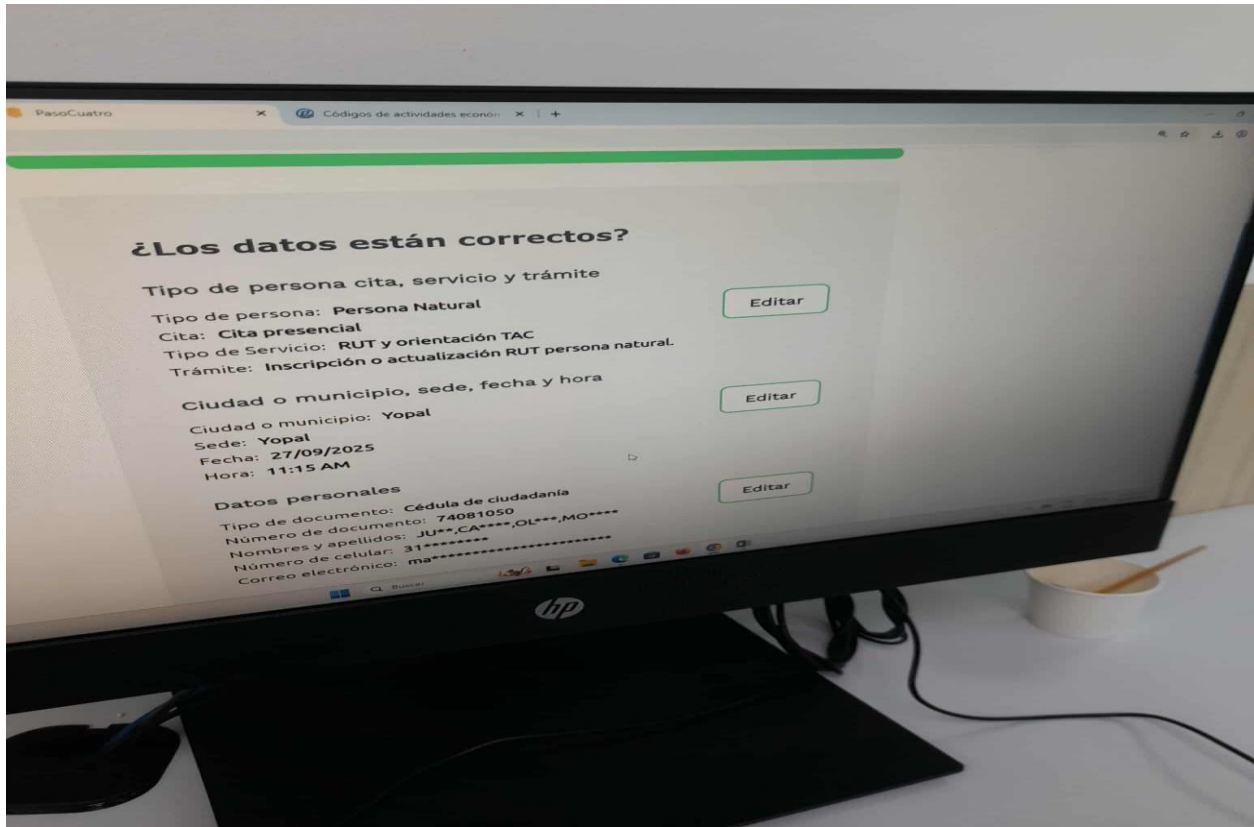 PasoCuatro
Códigos de actividades econón
¿Los datos están correctos?
Tipo de persona cita, servicio y trámite
Tipo de persona: Persona Natural
Editar
Cita: Cita presencial
Tipo de Servicio: RUT y orientación TAC
Trámite: Inscripción o actualización RUT persona natural.
Ciudad o municipio, sede, fecha y hora
Editar
Ciudad o municipio: Yopal
Sede: Yopal
Fecha: 27/09/2025
Hora: 11:15 AM
Datos personales
Editar
Tipo de documento: Cédula de ciudadanía
Número de documento: 74081050
Nombres y apellidos: JU**,CA****,OL***,MO****
Número de celular: 31********
Correo electrónico: ma*************************
Buscar
hp